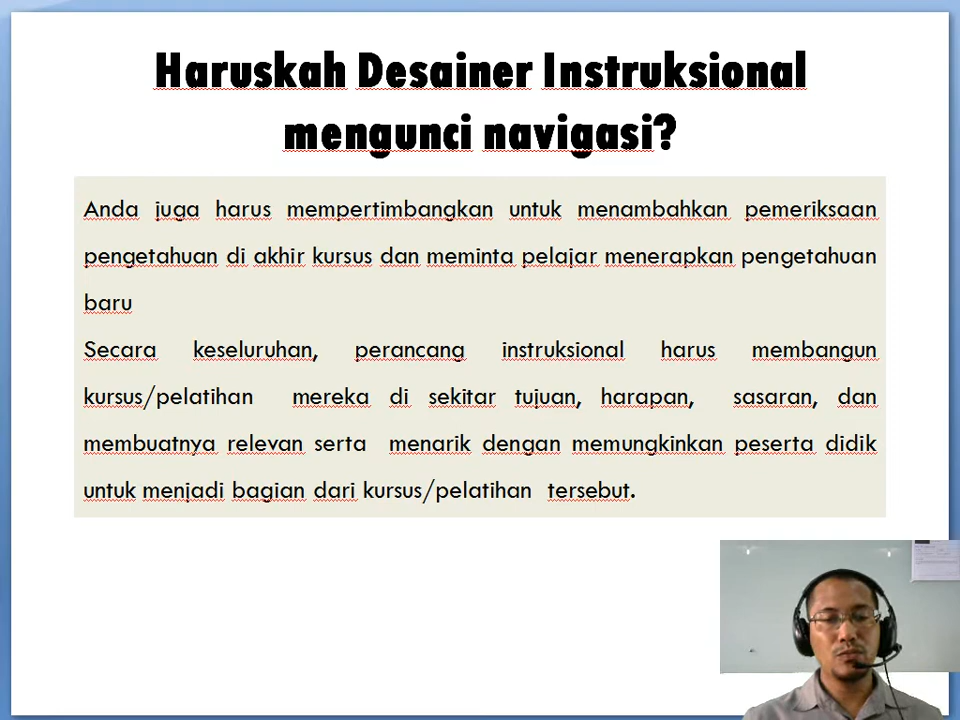 Haruskah Desainer Instruksional
mengunci navigasi?
Anda juga harus mempertimbangkan untuk menambahkan pemeriksaan
pengetahuan di akhir kursus dan meminta pelajar menerapkan pengetahuan
baru
Secara keseluruhan, perancang instruksional harus membangun
kursus/pelatihan mereka di sekitar tujuan, harapan, sasaran, dan
membuatnya relevan serta menarik dengan memungkinkan peserta didik
untuk menjadi bagian dari kursus/pelatihan tersebut.